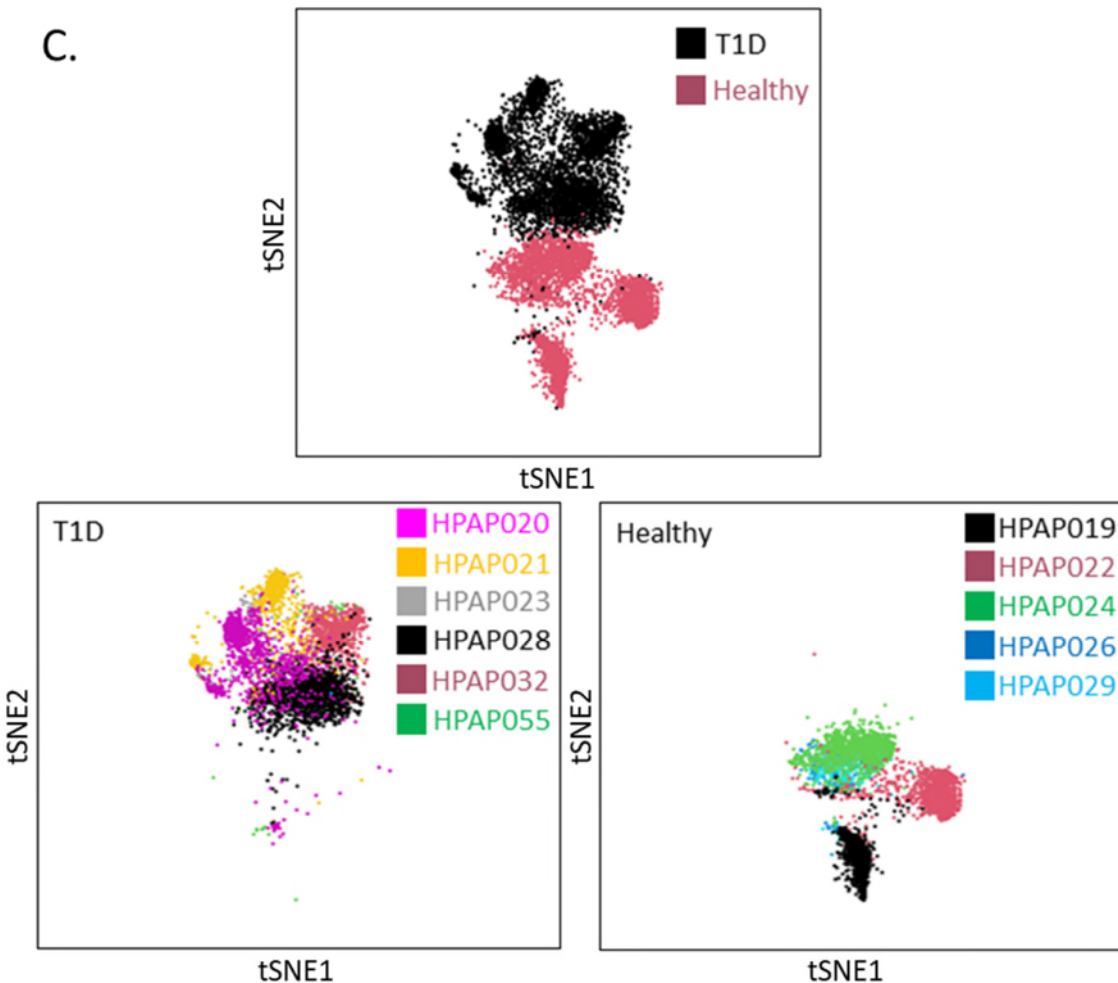 C.
T1D
Healthy
tSNE2
tSNE1
T1D
HPAP020
HPAP021
HPAP023
HPAP028
HPAP032
HPAP055
tSNE2
tSNE1
Healthy
HPAP019
HPAP022
HPAP024
HPAP026
HPAP029
tSNE2
tSNE1